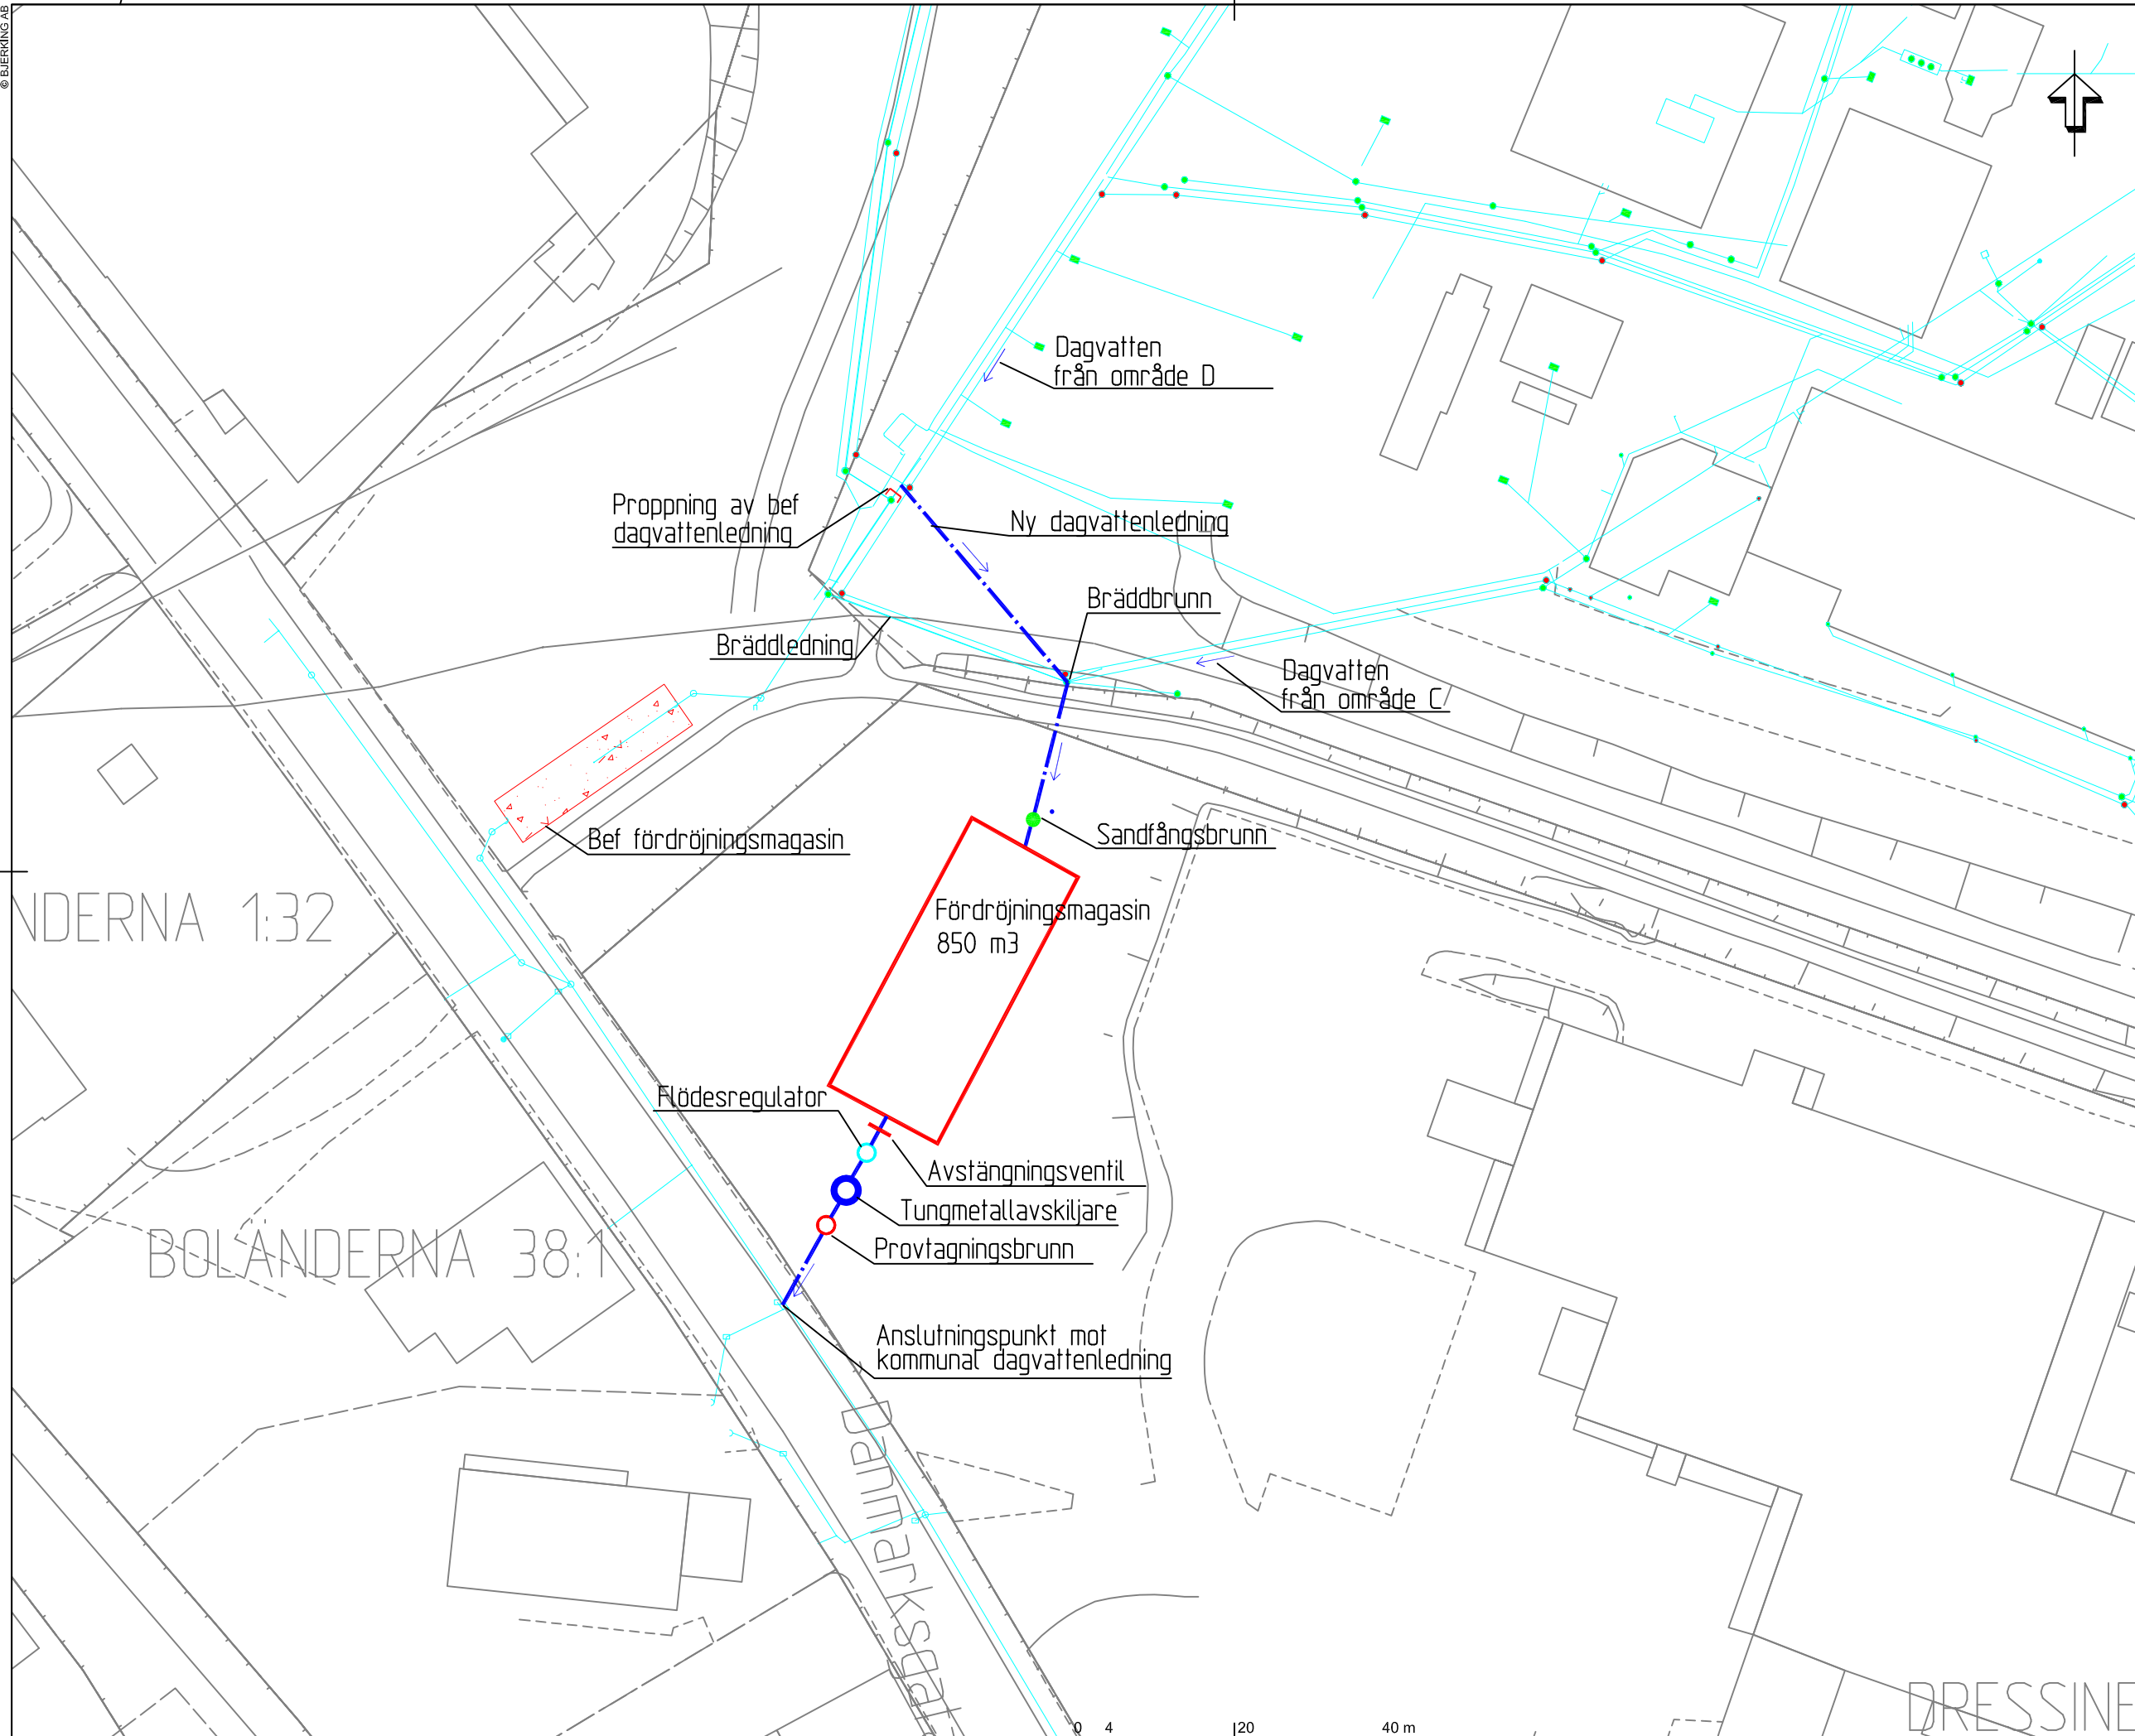 © BJERKING AB
Dagvatten
från område D
Proppning av bef
dagvattenledning
Ny dagvattenledning
Bräddbrunn
Bräddledning
Dagvatten
från område C
Bef fördröjningsmagasin
Sandfångsbrunn
NDERNA 1:32
Fördröjningsmagasin
850 m3
Flödesregulator
Avstängningsventil
Tungmetallavskiljare
BOLÄNDERNA 38:1
Provtagningsbrunn
Anslutningspunkt mot
kommunal dagvattenledning
Danmarksgat
DRESSINE
0 4 20 40 m